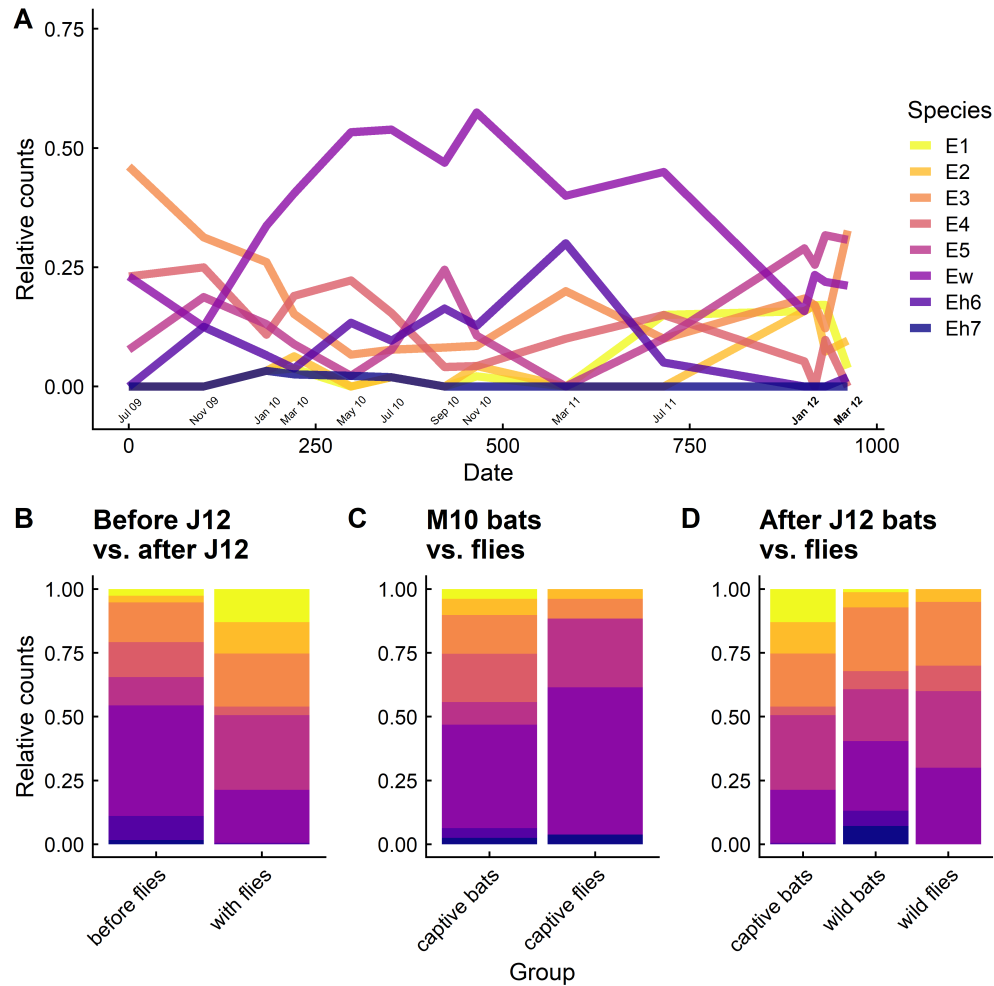 A
0.75
0.50
0.25
0.00
Relative counts
Jul 09
Nov 09
Jan 10
Mar 10
May 10
Jul 10
Sep 10
Nov 10
Mar 11
Jul 11
Jan 12
Mar 12
0
250
500
750
1000
Date
Species
E1
E2
E3
E4
E5
Ew
Eh6
Eh7
B
Before J12
vs. after J12
1.00
0.75
0.50
0.25
0.00
Relative counts
before flies
with flies
C
M10 bats
vs. flies
1.00
0.75
0.50
0.25
0.00
captive bats
captive flies
Group
D
After J12 bats
vs. flies
1.00
0.75
0.50
0.25
0.00
captive bats
wild bats
wild flies